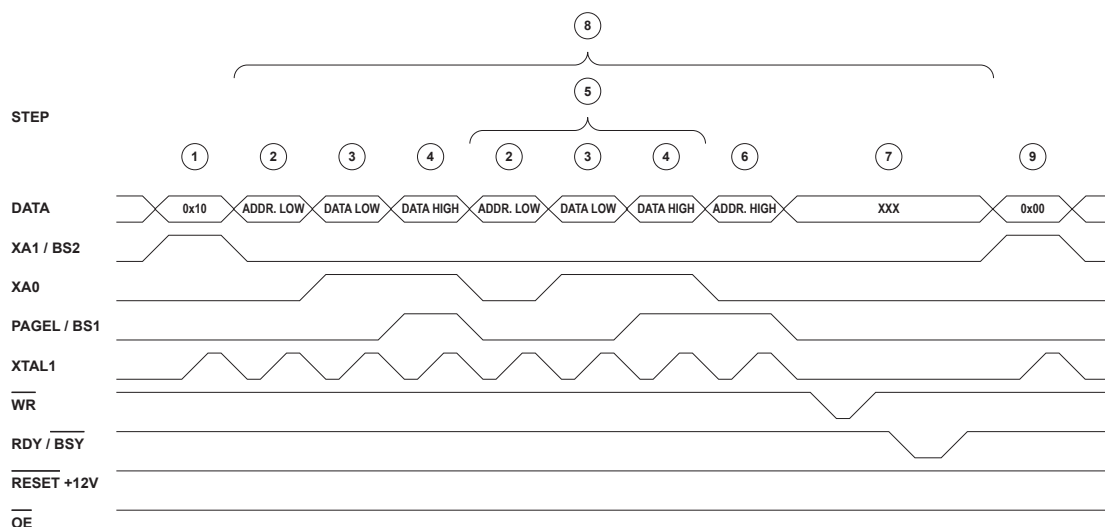 8
5
STEP
1 2 3 4 2 3 4 6 7 9
DATA 0x10 ADDR. LOW DATA LOW DATA HIGH ADDR. LOW DATA LOW DATA HIGH ADDR. HIGH XXX 0x00
XA1 / BS2
XA0
PAGEL / BS1
XTAL1
WR
RDY / BSY
RESET +12V
OE